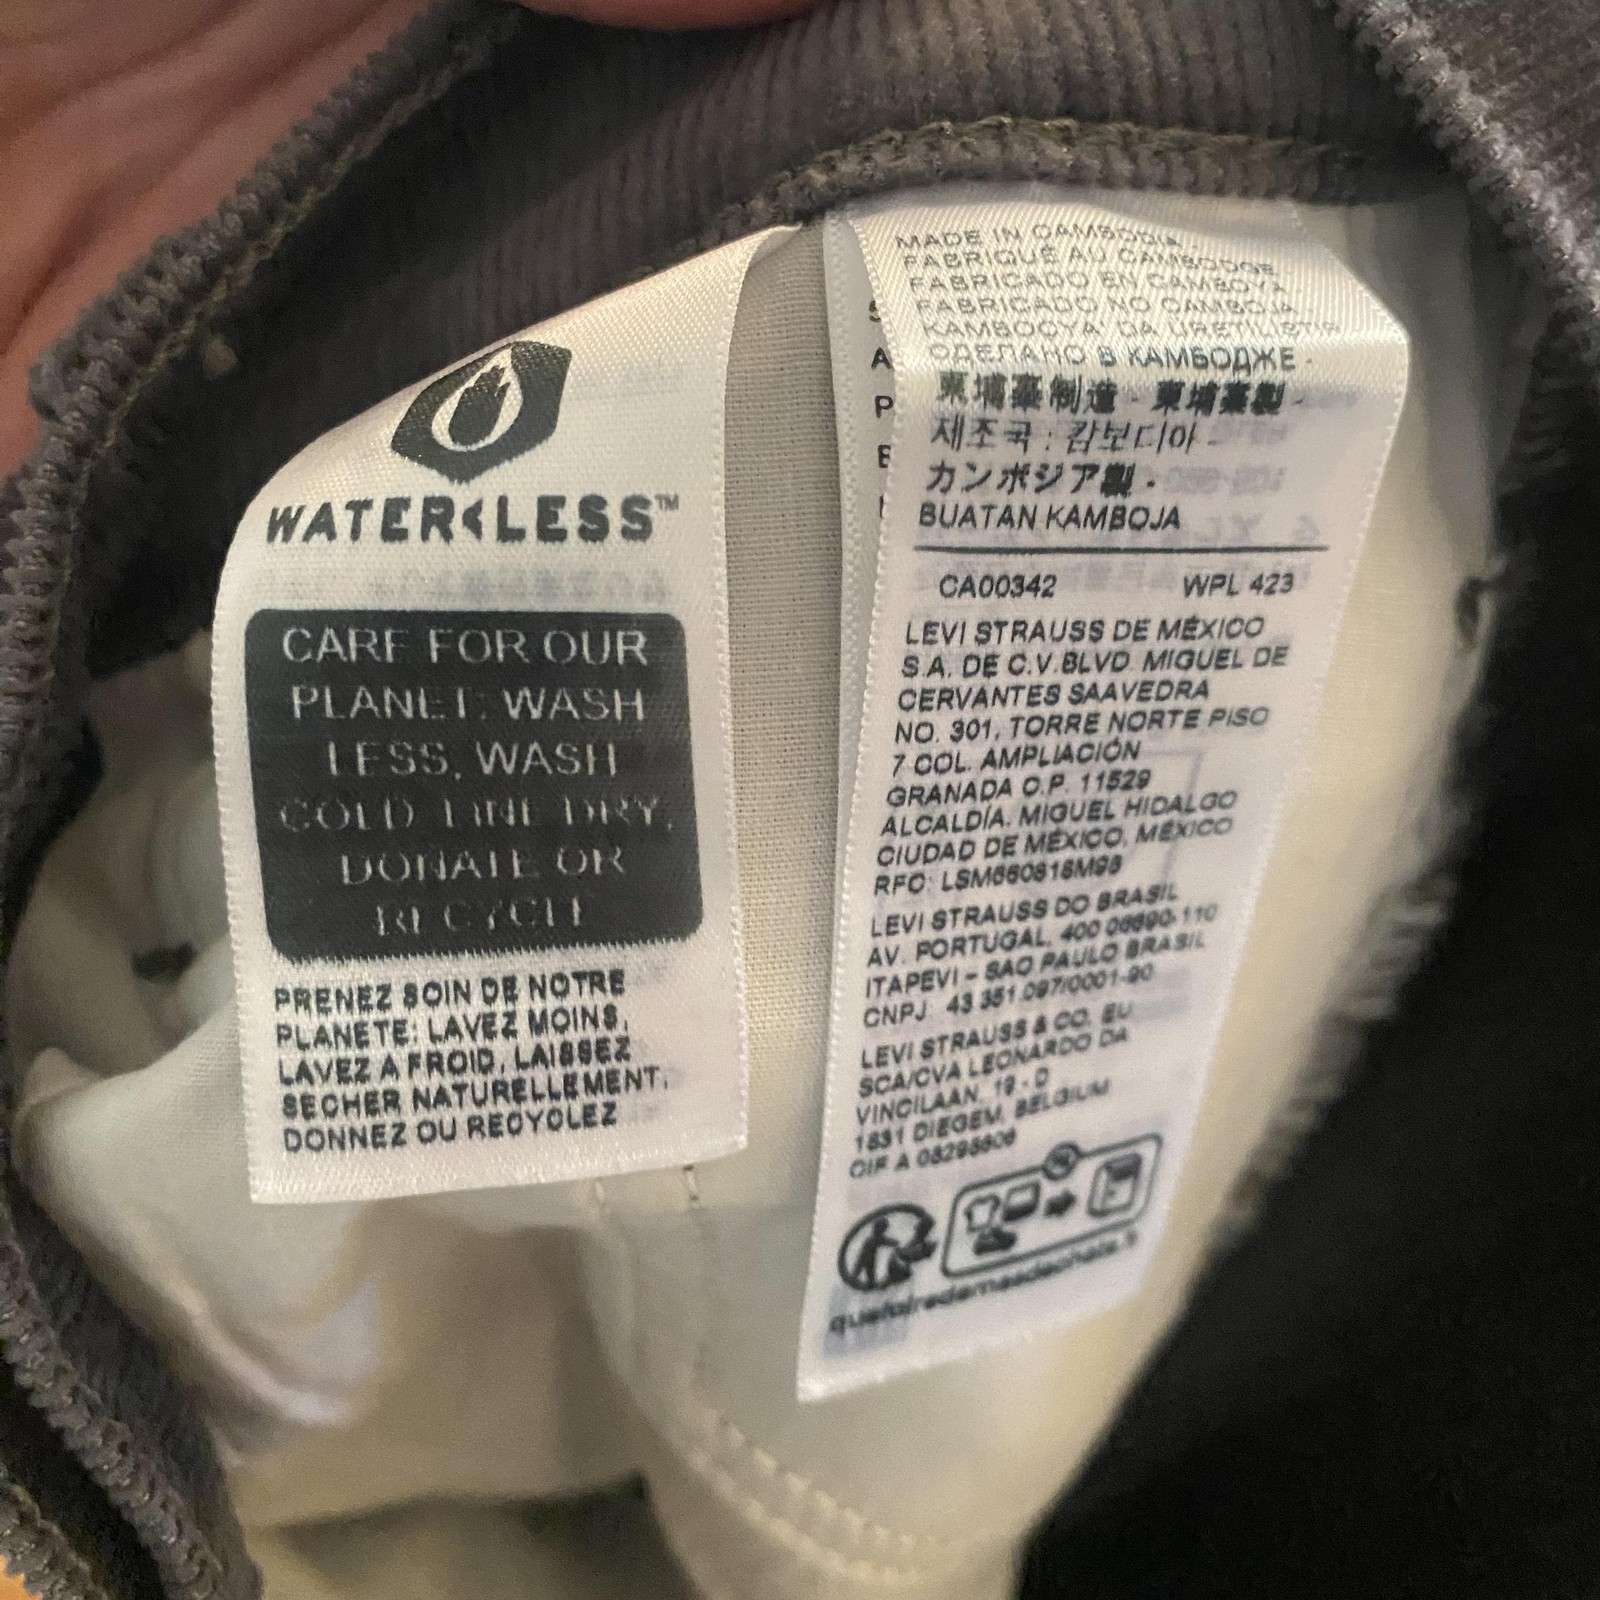 WATER<LESS™
CARE FOR OUR
PLANET: WASH
LESS, WASH
COLD, LINE DRY,
DONATE OR
RECYCLE
PRENEZ SOIN DE NOTRE
PLANETE: LAVEZ MOINS,
LAVEZ A FROID, LAISSEZ
SECHER NATURELLEMENT,
DONNEZ OU RECYCLEZ
A
P
MADE IN CAMBODIA
FABRIQUÉ AU CAMBODGE
FABRICADO EN CAMBOYA
FABRICADO NO CAMBOJA
KAMBOÇYA' DA ÜRETİLİŞTİR
СДЕЛАНО В КАМБОДЖЕ -
柬埔寨制造 - 柬埔寨製 -
제조국 : 캄보디아 -
カンボジア製 -
BUATAN KAMBOJA
CA00342 WPL 423
LEVI STRAUSS DE MÉXICO
S.A. DE C.V.BLVD. MIGUEL DE
CERVANTES SAAVEDRA
NO. 301, TORRE NORTE PISO
7 COL. AMPLIACIÓN
GRANADA C.P. 11529
ALCALDÍA. MIGUEL HIDALGO
CIUDAD DE MÉXICO, MÉXICO
RFC: LSM660818M98
LEVI STRAUSS DO BRASIL
AV. PORTUGAL, 400 06690-110
ITAPEVI – SAO PAULO BRASIL
CNPJ: 43 351.097/0001-90
LEVI STRAUSS & CO. EU
SCA/CVA LEONARDO DA
VINCILAAN, 19 - D
1831 DIEGEM, BELGIUM
CIF A 08298606
quefairedemesdechets.fr